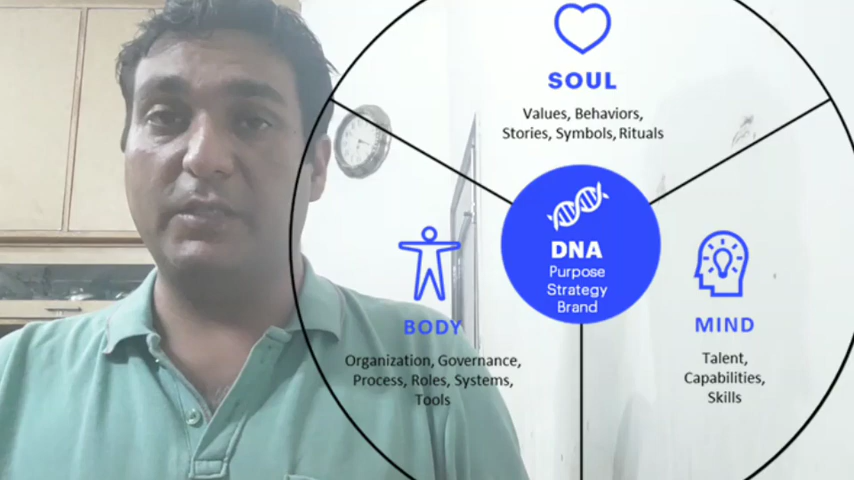 SOUL
Values, Behaviors,
Stories, Symbols, Rituals
DNA
Purpose
Strategy
Brand
BODY
Organization, Governance,
Process, Roles, Systems,
Tools
MIND
Talent,
Capabilities,
Skills